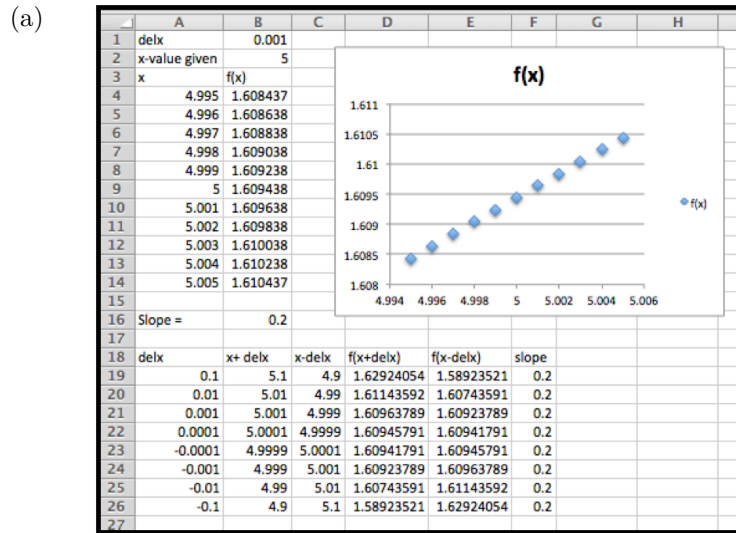 (a)
A B C D E F G H
1 delx 0.001
2 x-value given 5
3 x f(x)
4 4.995 1.608437
5 4.996 1.608638
6 4.997 1.608838
7 4.998 1.609038
8 4.999 1.609238
9 5 1.609438
10 5.001 1.609638
11 5.002 1.609838
12 5.003 1.610038
13 5.004 1.610238
14 5.005 1.610437
15
16 Slope = 0.2
17
18 delx x+ delx x-delx f(x+delx) f(x-delx) slope
19 0.1 5.1 4.9 1.62924054 1.58923521 0.2
20 0.01 5.01 4.99 1.61143592 1.60743591 0.2
21 0.001 5.001 4.999 1.60963789 1.60923789 0.2
22 0.0001 5.0001 4.9999 1.60945791 1.60941791 0.2
23 -0.0001 4.9999 5.0001 1.60941791 1.60945791 0.2
24 -0.001 4.999 5.001 1.60923789 1.60963789 0.2
25 -0.01 4.99 5.01 1.60743591 1.61143592 0.2
26 -0.1 4.9 5.1 1.58923521 1.62924054 0.2
27
f(x)
1.611
1.6105
1.61
1.6095
1.609
1.6085
1.608
4.994 4.996 4.998 5 5.002 5.004 5.006
f(x)